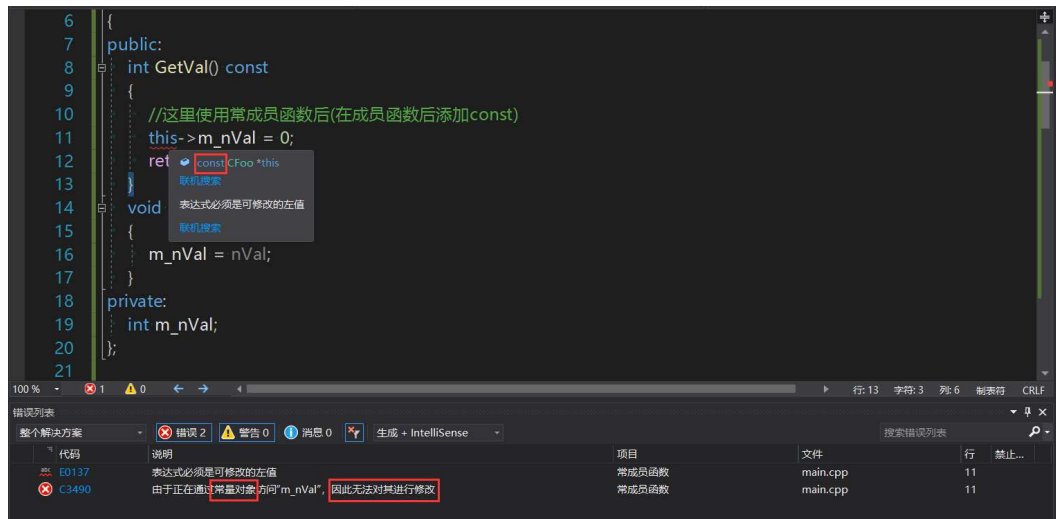 6 {
7 public:
8 int GetVal() const
9 {
10 //这里使用常成员函数后(在成员函数后添加const)
11 this->m_nVal = 0;
12 ret
const CFoo *this
联机搜索
13 }
表达式必须是可修改的左值
14 void
联机搜索
15 {
16 m_nVal = nVal;
17 }
18 private:
19 int m_nVal;
20 };
21
100 % 1 0 行: 13 字符: 3 列: 6 制表符 CRLF
错误列表
整个解决方案 错误 2 警告 0 消息 0 生成 + IntelliSense 搜索错误列表
代码 说明 项目 文件 行 禁止...
abc E0137 表达式必须是可修改的左值 常成员函数 main.cpp 11
C3490 由于正在通过常量对象访问"m_nVal"，因此无法对其进行修改 常成员函数 main.cpp 11